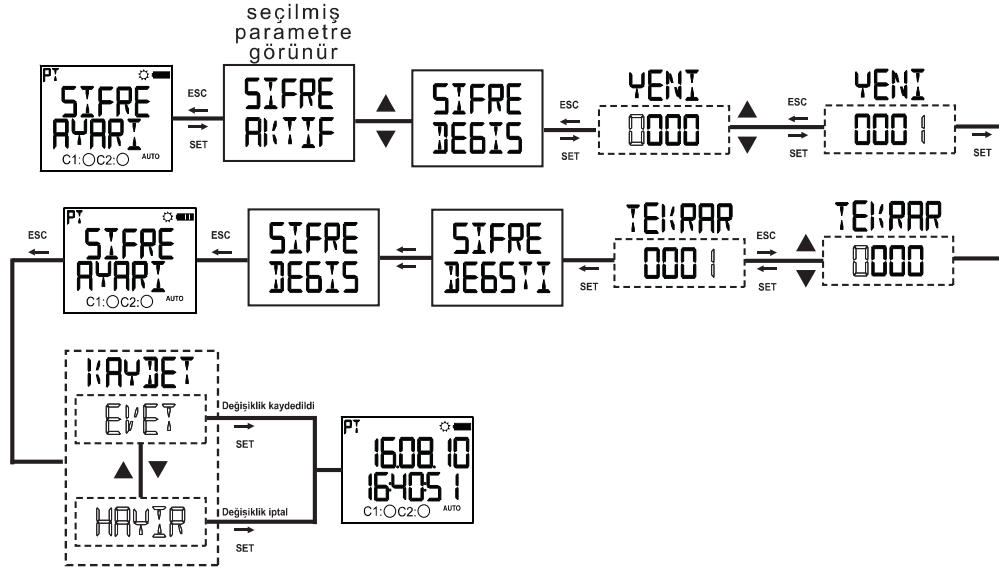 seçilmiş
parametre
görünür
PT
SIFRE
AYARI
C1: C2: AUTO
ESC
SET
SIFRE
AKTIF
SIFRE
DEGIS
ESC
SET
YENI
0000
ESC
SET
YENI
0001
SET
PT
SIFRE
AYARI
C1: C2: AUTO
ESC
ESC
SIFRE
DEGIS
SIFRE
DEGSTI
SET
TEKRAR
0001
ESC
SET
TEKRAR
0000
KAYDET
EVET
Değişiklik kaydedildi
SET
HAYIR
Değişiklik iptal
SET
PT
16.08.10
16:40:51
C1: C2: AUTO